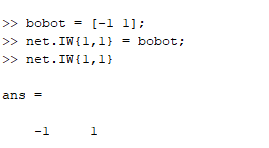 >> bobot = [-1 1];
>> net.IW{1,1} = bobot;
>> net.IW{1,1}
ans =
-1 1